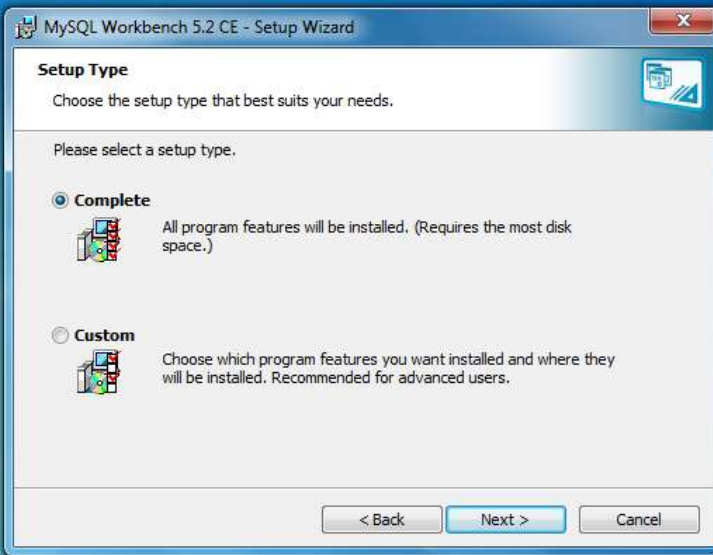 MySQL Workbench 5.2 CE - Setup Wizard
Setup Type
Choose the setup type that best suits your needs.
Please select a setup type.
Complete
All program features will be installed. (Requires the most disk
space.)
Custom
Choose which program features you want installed and where they
will be installed. Recommended for advanced users.
< Back
Next >
Cancel